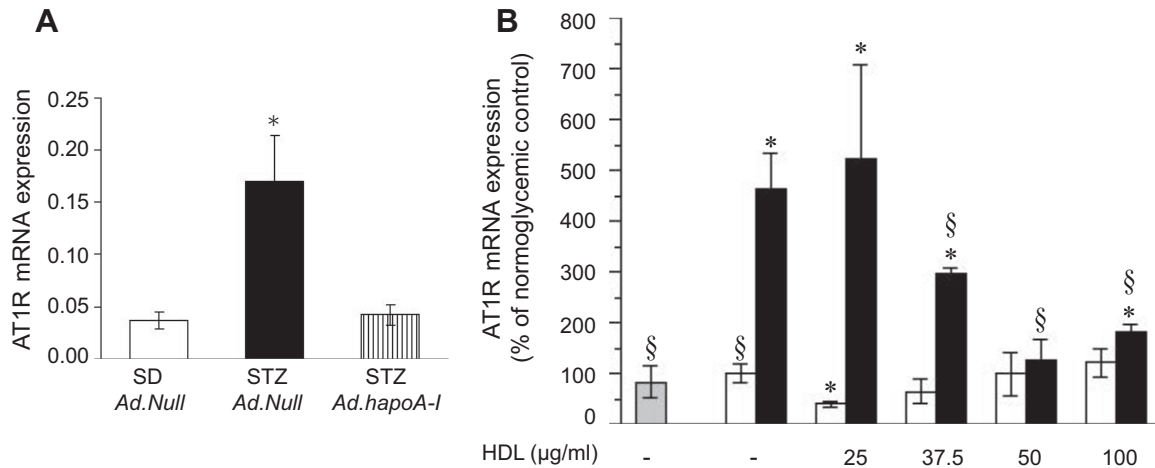 A
AT1R mRNA expression
0.25
0.20
0.15
0.10
0.05
0.00
*
SD
Ad.Null
STZ
Ad.Null
STZ
Ad.hapoA-I
B
AT1R mRNA expression
(% of normoglycemic control)
800
700
600
500
400
300
200
100
0
§
§
*
*
*
§
*
§
§
*
HDL (µg/ml) - - 25 37.5 50 100